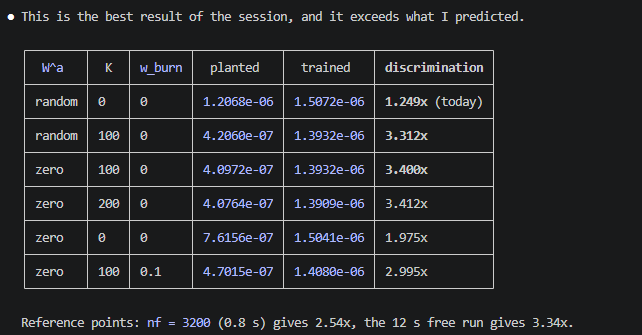 ● This is the best result of the session, and it exceeds what I predicted.
W^a K w_burn planted trained discrimination
random 0 0 1.2068e-06 1.5072e-06 1.249x (today)
random 100 0 4.2060e-07 1.3932e-06 3.312x
zero 100 0 4.0972e-07 1.3932e-06 3.400x
zero 200 0 4.0764e-07 1.3909e-06 3.412x
zero 0 0 7.6156e-07 1.5041e-06 1.975x
zero 100 0.1 4.7015e-07 1.4080e-06 2.995x
Reference points: nf = 3200 (0.8 s) gives 2.54x, the 12 s free run gives 3.34x.